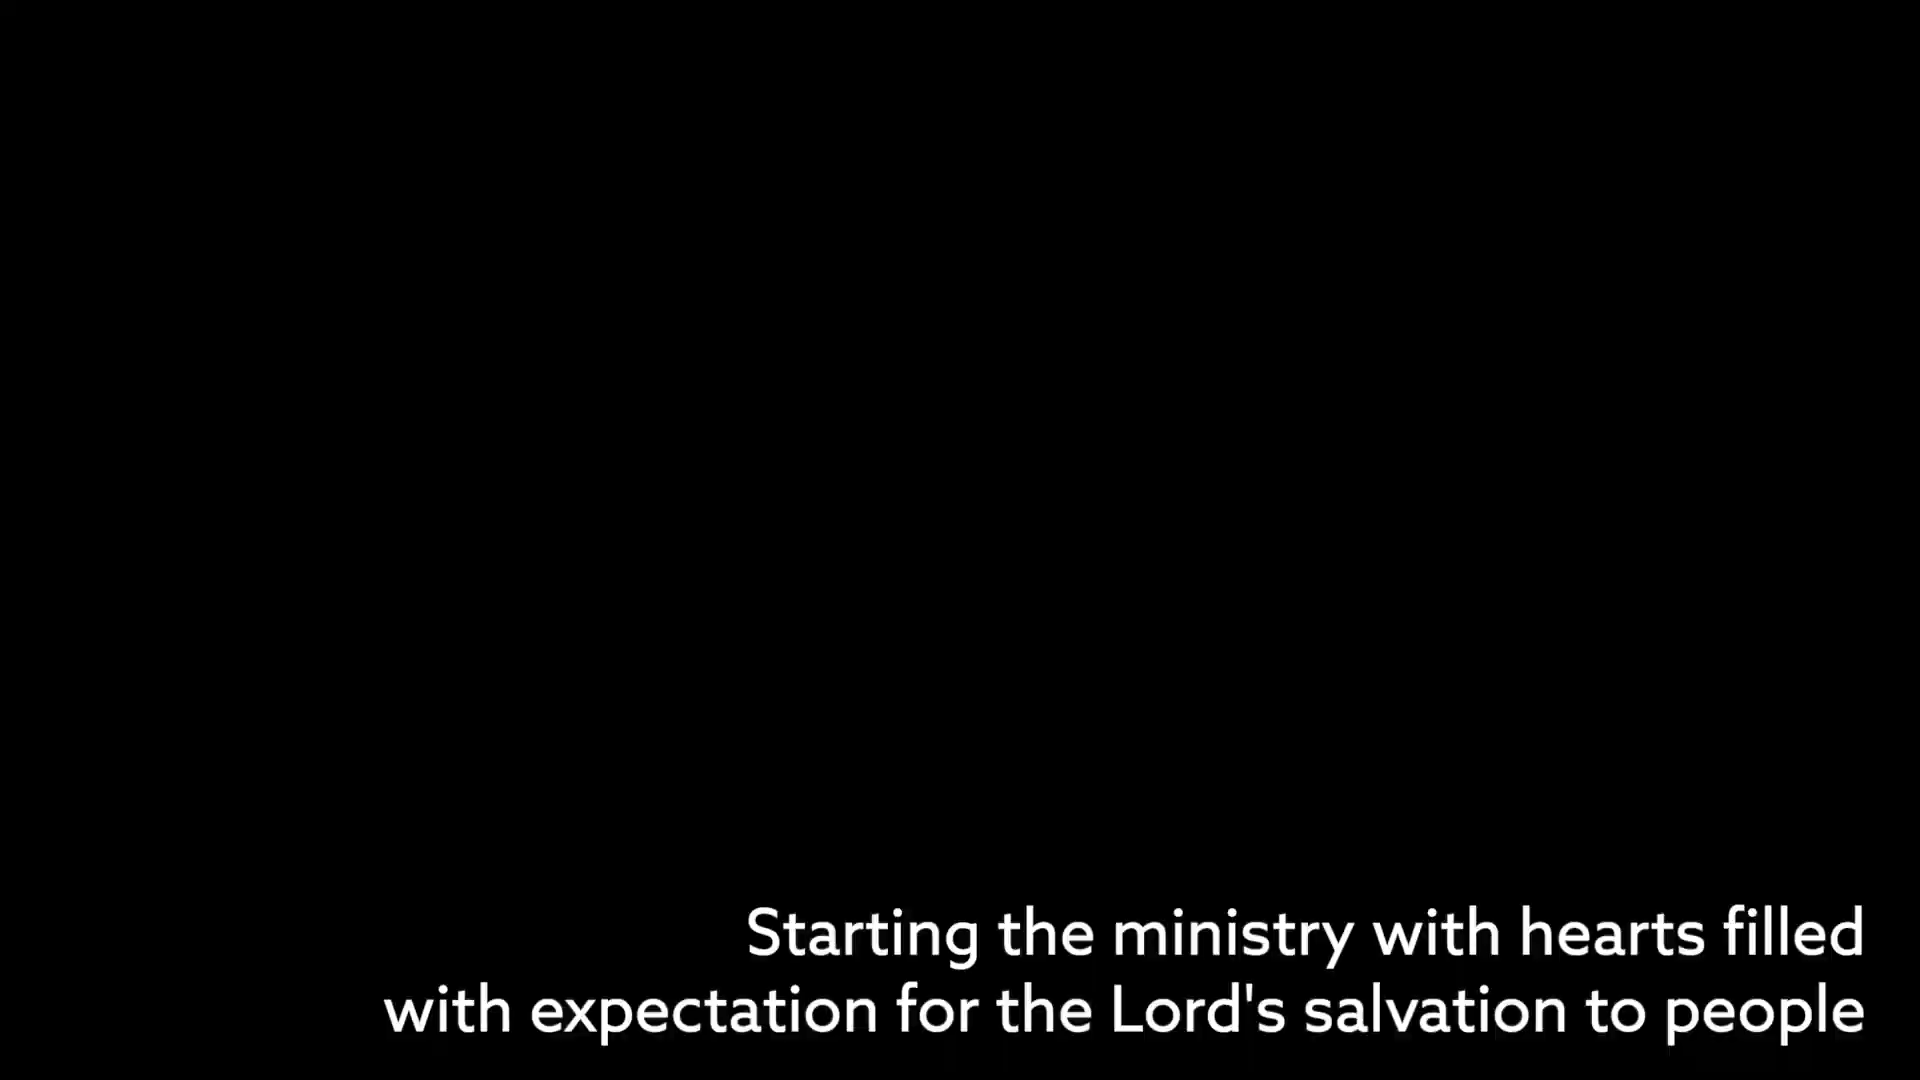 Starting the ministry with hearts filled
with expectation for the Lord's salvation to people